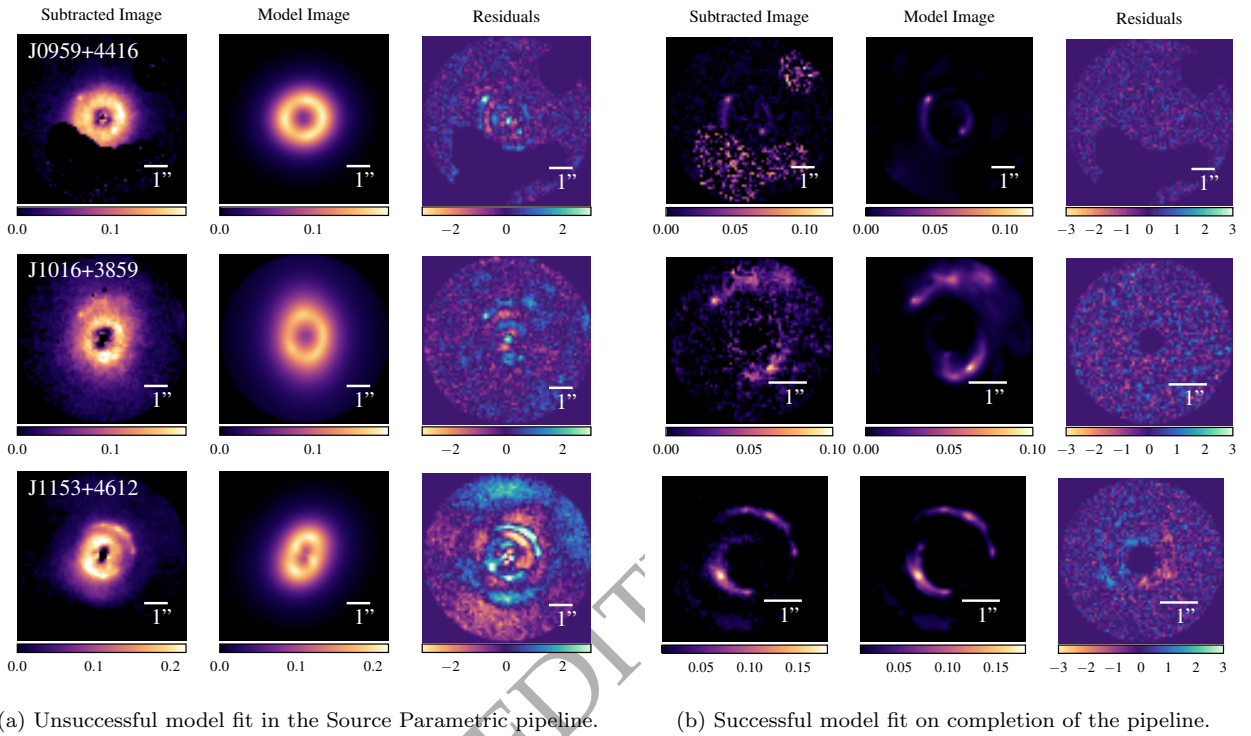 Subtracted Image Model Image Residuals Subtracted Image Model Image Residuals
J0959+4416
1” 1” 1” 1” 1” 1”
0.0 0.1 0.1 −2 0 2 0.00 0.05 0.10 0.00 0.05 0.10 −3 −2 −1 0 1 2 3
J1016+3859
1” 1” 1” 1” 1” 1”
0.0 0.1 0.1 −2 0 2 0.00 0.05 0.10 0.00 0.05 0.10 −3 −2 −1 0 1 2 3
J1153+4612
1” 1” 1” 1” 1” 1”
0.0 0.1 0.2 0.0 0.1 0.2 −2 0 2 0.05 0.10 0.15 0.05 0.10 0.15 −3 −2 −1 0 1 2 3
EDIT
(a) Unsuccessful model fit in the Source Parametric pipeline. (b) Successful model fit on completion of the pipeline.